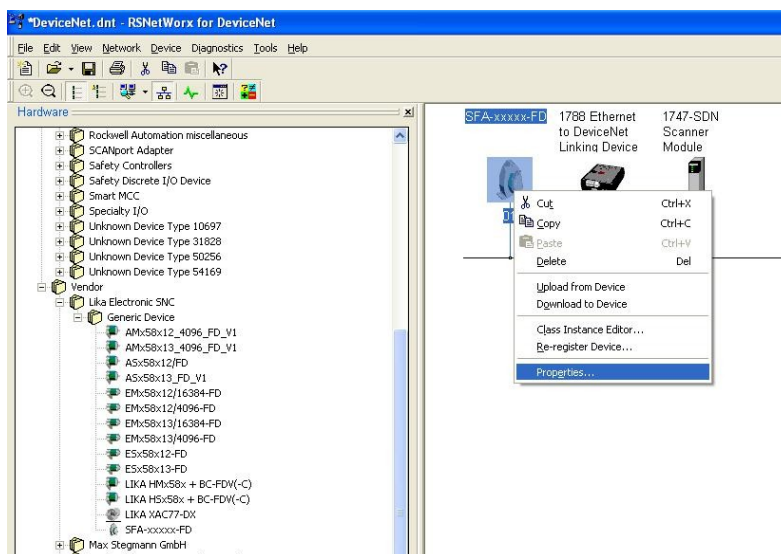 *DeviceNet.dnt - RSNetWorx for DeviceNet
File Edit View Network Device Diagnostics Tools Help
Hardware
Rockwell Automation miscellaneous
SCANport Adapter
Safety Controllers
Safety Discrete I/O Device
Smart MCC
Specialty I/O
Unknown Device Type 10697
Unknown Device Type 31828
Unknown Device Type 50256
Unknown Device Type 54169
Vendor
Lika Electronic SNC
Generic Device
AMx58x12_4096_FD_V1
AMx58x13_4096_FD_V1
ASx58x12/FD
ASx58x13_FD_V1
EMx58x12/16384-FD
EMx58x12/4096-FD
EMx58x13/16384-FD
EMx58x13/4096-FD
ESx58x12-FD
ESx58x13-FD
LIKA HMx58x + BC-FDV(-C)
LIKA HSx58x + BC-FDV(-C)
LIKA XAC77-DX
SFA-xxxxx-FD
Max Stegmann GmbH
SFA-xxxxx-FD
1788 Ethernet
to DeviceNet
Linking Device
1747-SDN
Scanner
Module
Cut Ctrl+X
Copy Ctrl+C
Paste Ctrl+V
Delete Del
Upload from Device
Download to Device
Class Instance Editor...
Re-register Device...
Properties...